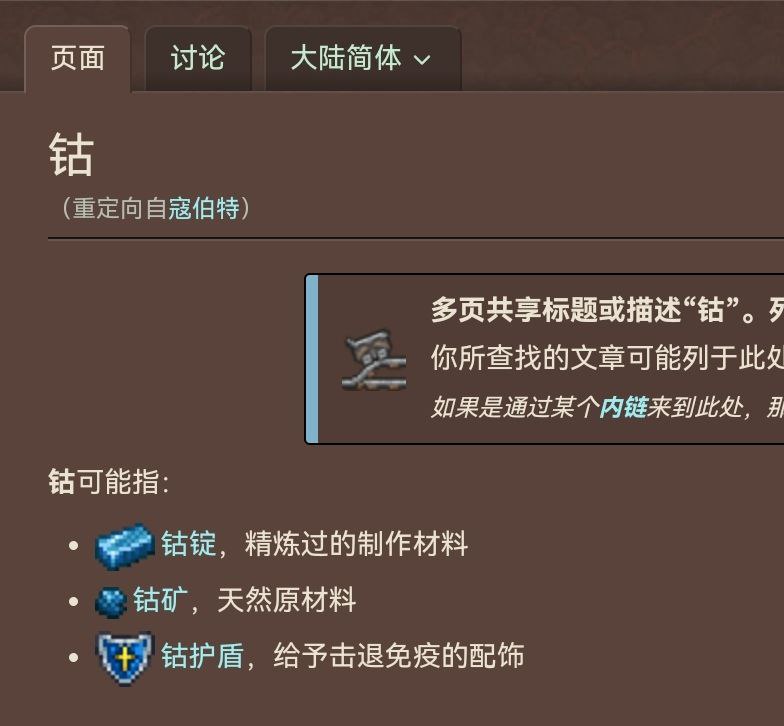 页面
讨论
大陆简体
钴
（重定向自寇伯特）
多页共享标题或描述“钴”。
你所查找的文章可能列于此处
如果是通过某个内链来到此处，那
钴可能指：
钴锭，精炼过的制作材料
钴矿，天然原材料
钴护盾，给予击退免疫的配饰